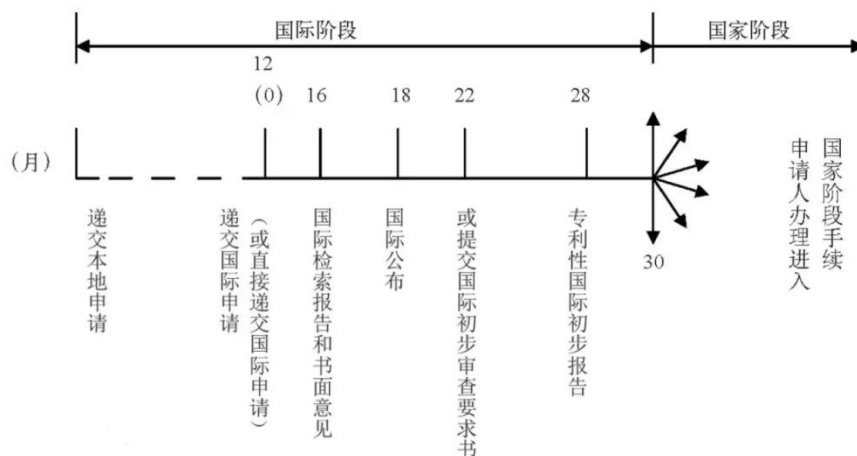 国际阶段
国家阶段
12
(0)
16
18
22
28
(月)
30
递交本地申请
递交国际申请
(或直接递交国际申请)
国际检索报告和书面意见
国际公布
或提交国际初步审查要求书
专利性国际初步报告
申请人办理进入
国家阶段手续